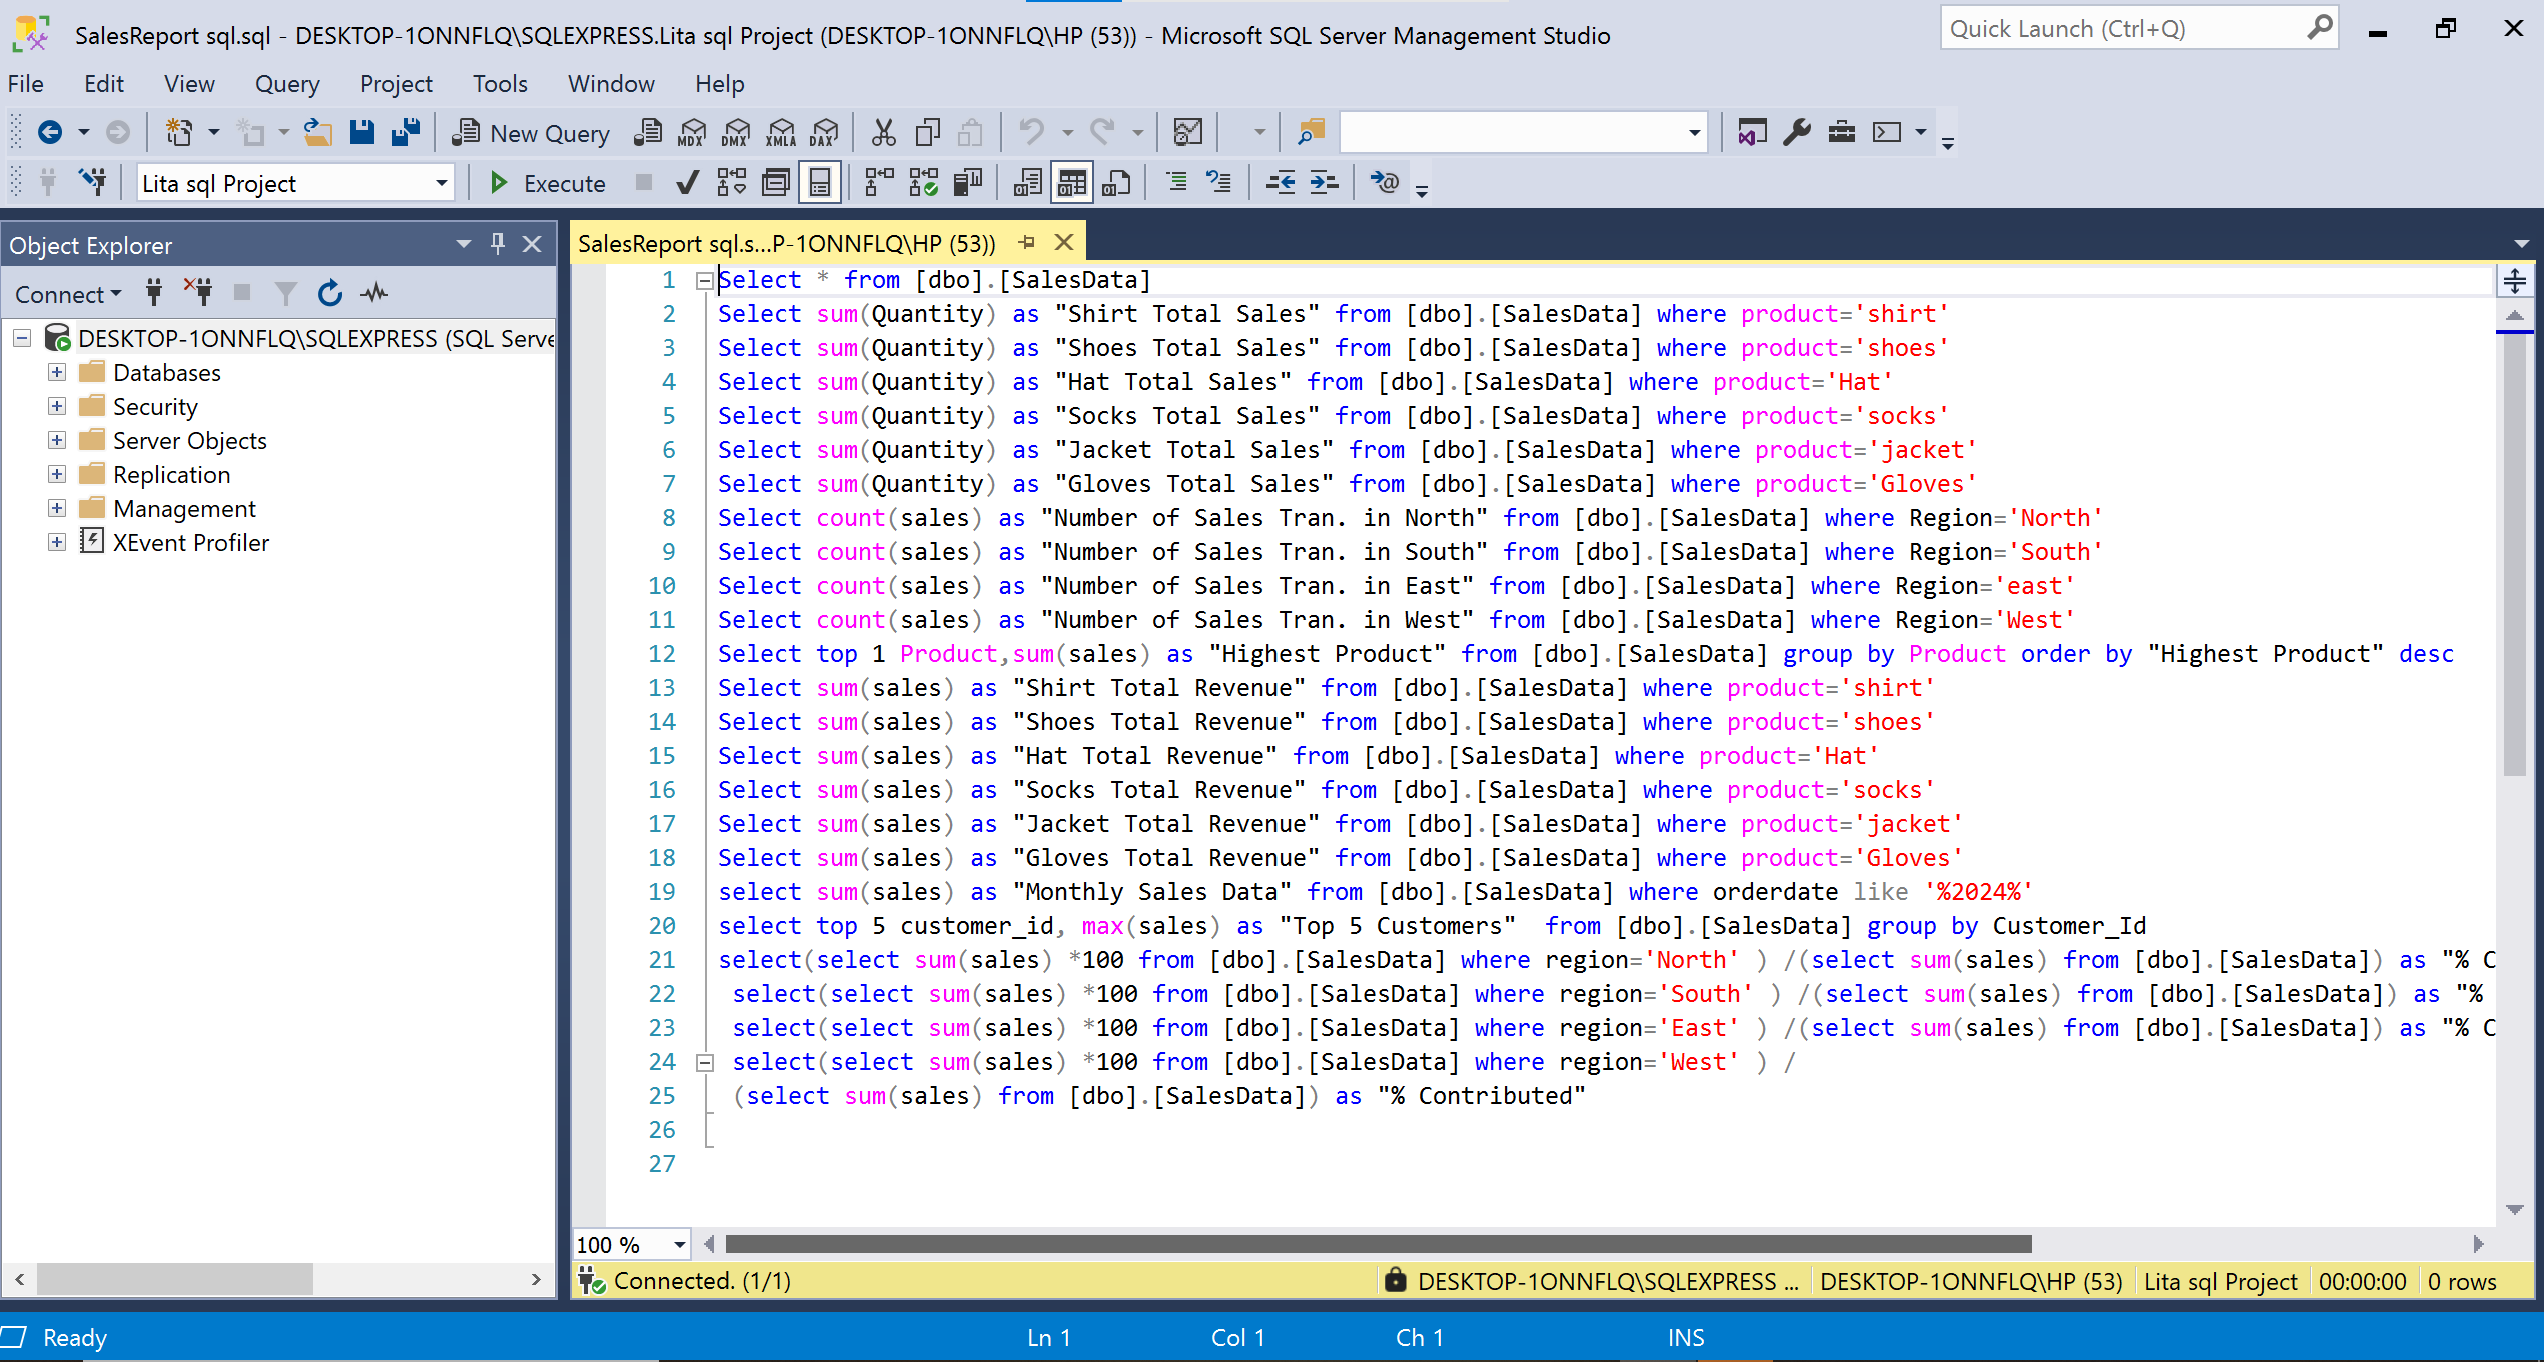 SalesReport sql.sql - DESKTOP-1ONNFLQ\SQLEXPRESS.Lita sql Project (DESKTOP-1ONNFLQ\HP (53)) - Microsoft SQL Server Management Studio
Quick Launch (Ctrl+Q)
File Edit View Query Project Tools Window Help
New Query MDX DMX XMLA DAX
Lita sql Project Execute
Object Explorer
SalesReport sql.s...P-1ONNFLQ\HP (53))
Connect
DESKTOP-1ONNFLQ\SQLEXPRESS (SQL Serve
Databases
Security
Server Objects
Replication
Management
XEvent Profiler
1 Select * from [dbo].[SalesData]
2 Select sum(Quantity) as "Shirt Total Sales" from [dbo].[SalesData] where product='shirt'
3 Select sum(Quantity) as "Shoes Total Sales" from [dbo].[SalesData] where product='shoes'
4 Select sum(Quantity) as "Hat Total Sales" from [dbo].[SalesData] where product='Hat'
5 Select sum(Quantity) as "Socks Total Sales" from [dbo].[SalesData] where product='socks'
6 Select sum(Quantity) as "Jacket Total Sales" from [dbo].[SalesData] where product='jacket'
7 Select sum(Quantity) as "Gloves Total Sales" from [dbo].[SalesData] where product='Gloves'
8 Select count(sales) as "Number of Sales Tran. in North" from [dbo].[SalesData] where Region='North'
9 Select count(sales) as "Number of Sales Tran. in South" from [dbo].[SalesData] where Region='South'
10 Select count(sales) as "Number of Sales Tran. in East" from [dbo].[SalesData] where Region='east'
11 Select count(sales) as "Number of Sales Tran. in West" from [dbo].[SalesData] where Region='West'
12 Select top 1 Product,sum(sales) as "Highest Product" from [dbo].[SalesData] group by Product order by "Highest Product" desc
13 Select sum(sales) as "Shirt Total Revenue" from [dbo].[SalesData] where product='shirt'
14 Select sum(sales) as "Shoes Total Revenue" from [dbo].[SalesData] where product='shoes'
15 Select sum(sales) as "Hat Total Revenue" from [dbo].[SalesData] where product='Hat'
16 Select sum(sales) as "Socks Total Revenue" from [dbo].[SalesData] where product='socks'
17 Select sum(sales) as "Jacket Total Revenue" from [dbo].[SalesData] where product='jacket'
18 Select sum(sales) as "Gloves Total Revenue" from [dbo].[SalesData] where product='Gloves'
19 select sum(sales) as "Monthly Sales Data" from [dbo].[SalesData] where orderdate like '%2024%'
20 select top 5 customer_id, max(sales) as "Top 5 Customers"  from [dbo].[SalesData] group by Customer_Id
21 select(select sum(sales) *100 from [dbo].[SalesData] where region='North' ) /(select sum(sales) from [dbo].[SalesData]) as "% C
22 select(select sum(sales) *100 from [dbo].[SalesData] where region='South' ) /(select sum(sales) from [dbo].[SalesData]) as "%
23 select(select sum(sales) *100 from [dbo].[SalesData] where region='East' ) /(select sum(sales) from [dbo].[SalesData]) as "% C
24 select(select sum(sales) *100 from [dbo].[SalesData] where region='West' ) /
25 (select sum(sales) from [dbo].[SalesData]) as "% Contributed"
26
27
100 %
Connected. (1/1) DESKTOP-1ONNFLQ\SQLEXPRESS ... DESKTOP-1ONNFLQ\HP (53) Lita sql Project 00:00:00 0 rows
Ready Ln 1 Col 1 Ch 1 INS